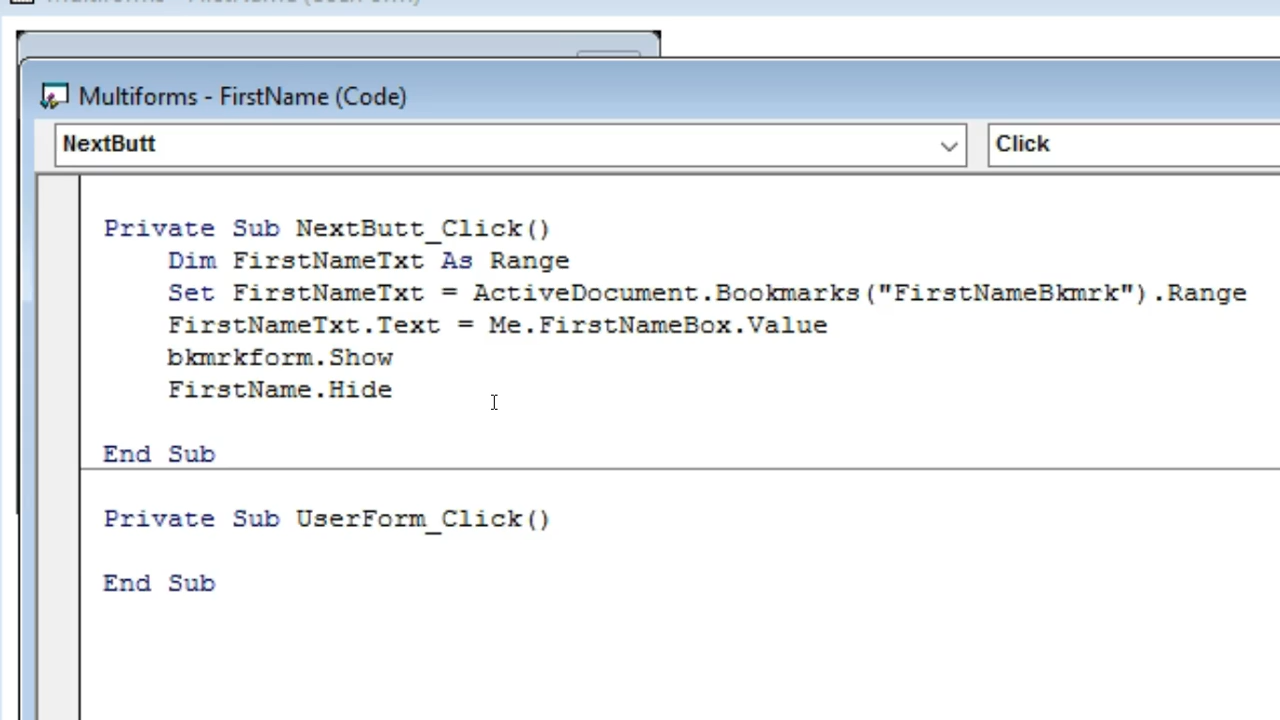 Multiforms - FirstName (Code)
NextButt
Click
Private Sub NextButt_Click()
Dim FirstNameTxt As Range
Set FirstNameTxt = ActiveDocument.Bookmarks("FirstNameBkmrk").Range
FirstNameTxt.Text = Me.FirstNameBox.Value
bkmrkform.Show
FirstName.Hide
End Sub
Private Sub UserForm_Click()
End Sub